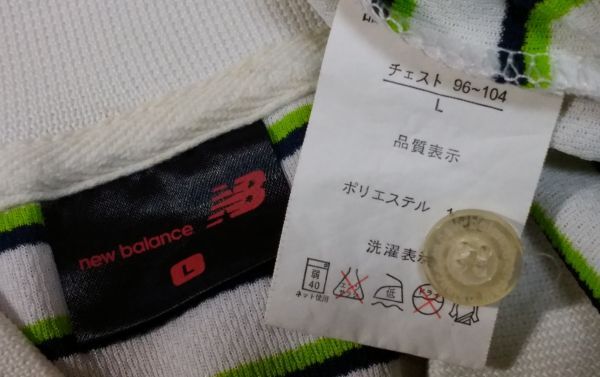 new balance
L
チェスト 96~104
L
品質表示
ポリエステル
洗濯表示
弱
40
ネット使用
低